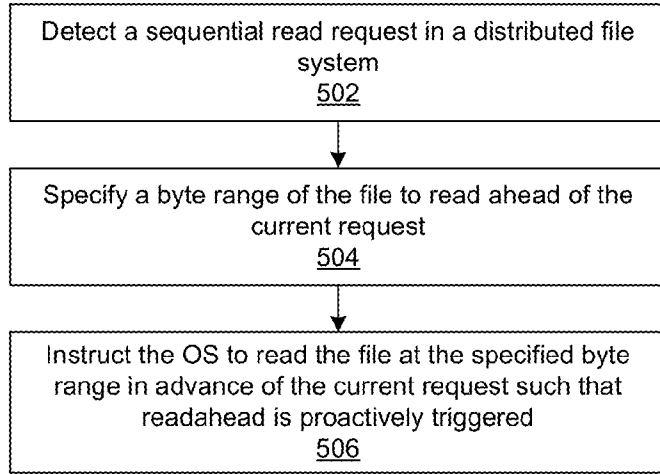 Detect a sequential read request in a distributed file
system
502
Specify a byte range of the file to read ahead of the
current request
504
Instruct the OS to read the file at the specified byte
range in advance of the current request such that
readahead is proactively triggered
506